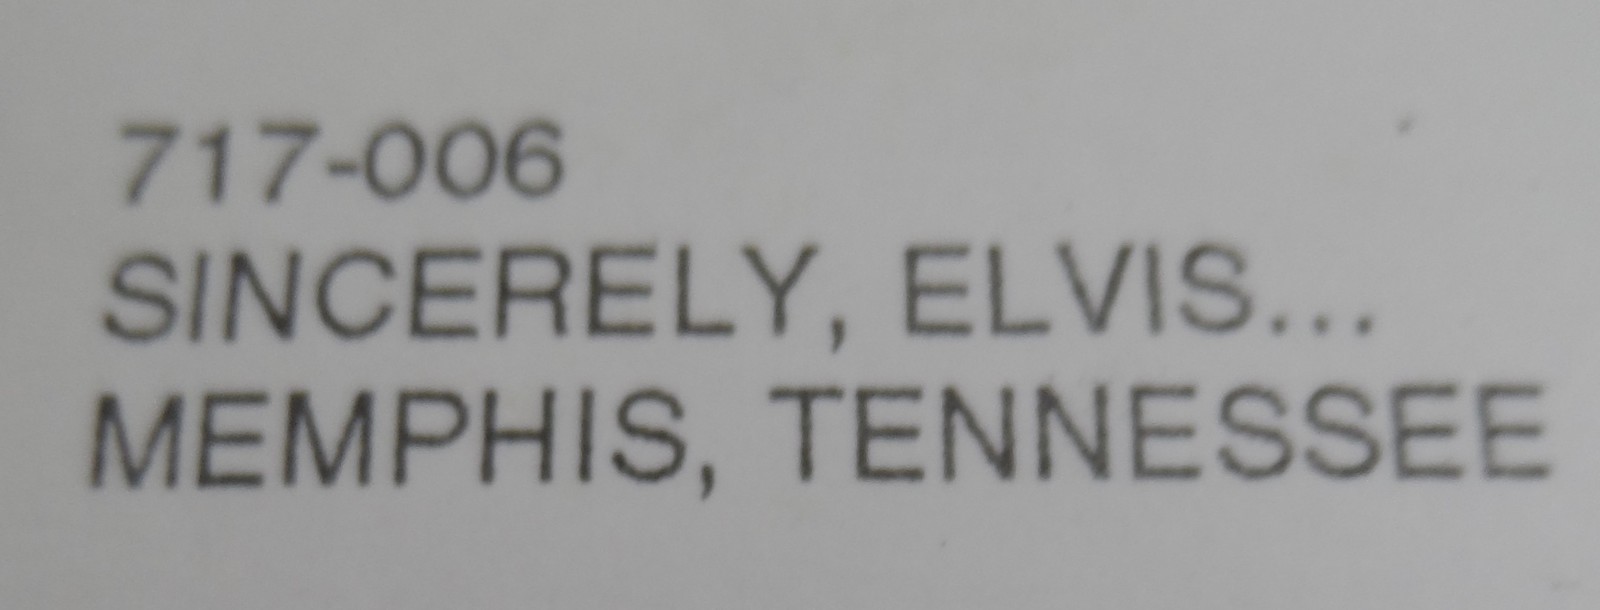 717-006
SINCERELY, ELVIS...
MEMPHIS, TENNESSEE